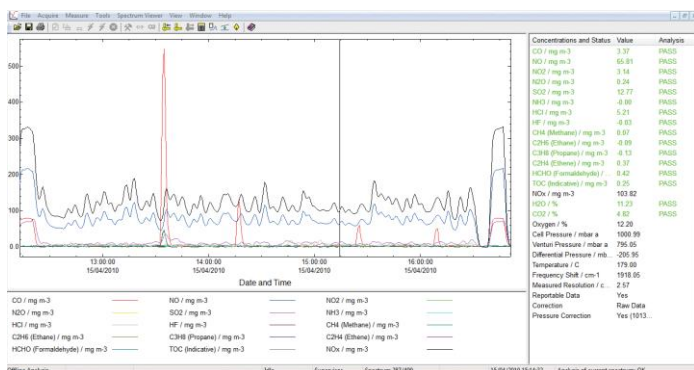 File Acquire Measure Tools Spectrum Viewer View Window Help
500
400
300
200
100
0.0
13:00:00
15/04/2010
14:00:00
15/04/2010
15:00:00
15/04/2010
16:00:00
15/04/2010
Date and Time
CO / mg m-3 NO / mg m-3 NO2 / mg m-3
N2O / mg m-3 SO2 / mg m-3 NH3 / mg m-3
HCl / mg m-3 HF / mg m-3 CH4 (Methane) / mg m-3
C2H6 (Ethane) / mg m-3 C3H8 (Propane) / mg m-3 C2H4 (Ethene) / mg m-3
HCHO (Formaldehyde) / mg m-3 TOC (Indicative) / mg m-3 NOx / mg m-3
Concentrations and Status Value Analysis
CO / mg m-3 3.37 PASS
NO / mg m-3 65.81 PASS
NO2 / mg m-3 3.14 PASS
N2O / mg m-3 0.24 PASS
SO2 / mg m-3 12.77 PASS
NH3 / mg m-3 -0.80 PASS
HCl / mg m-3 5.21 PASS
HF / mg m-3 -0.03 PASS
CH4 (Methane) / mg m-3 0.07 PASS
C2H6 (Ethane) / mg m-3 -0.09 PASS
C3H8 (Propane) / mg m-3 -0.13 PASS
C2H4 (Ethene) / mg m-3 0.37 PASS
HCHO (Formaldehyde) / ... 0.42 PASS
TOC (Indicative) / mg m-3 0.25 PASS
NOx / mg m-3 103.82
H2O / % 11.23 PASS
CO2 / % 4.82 PASS
Oxygen / % 12.20
Cell Pressure / mbar a 1000.99
Venturi Pressure / mbar a 795.05
Differential Pressure / mb... -205.95
Temperature / C 179.00
Frequency Shift / cm-1 1918.05
Measured Resolution / c... 2.57
Reportable Data Yes
Correction Raw Data
Pressure Correction Yes (1013...